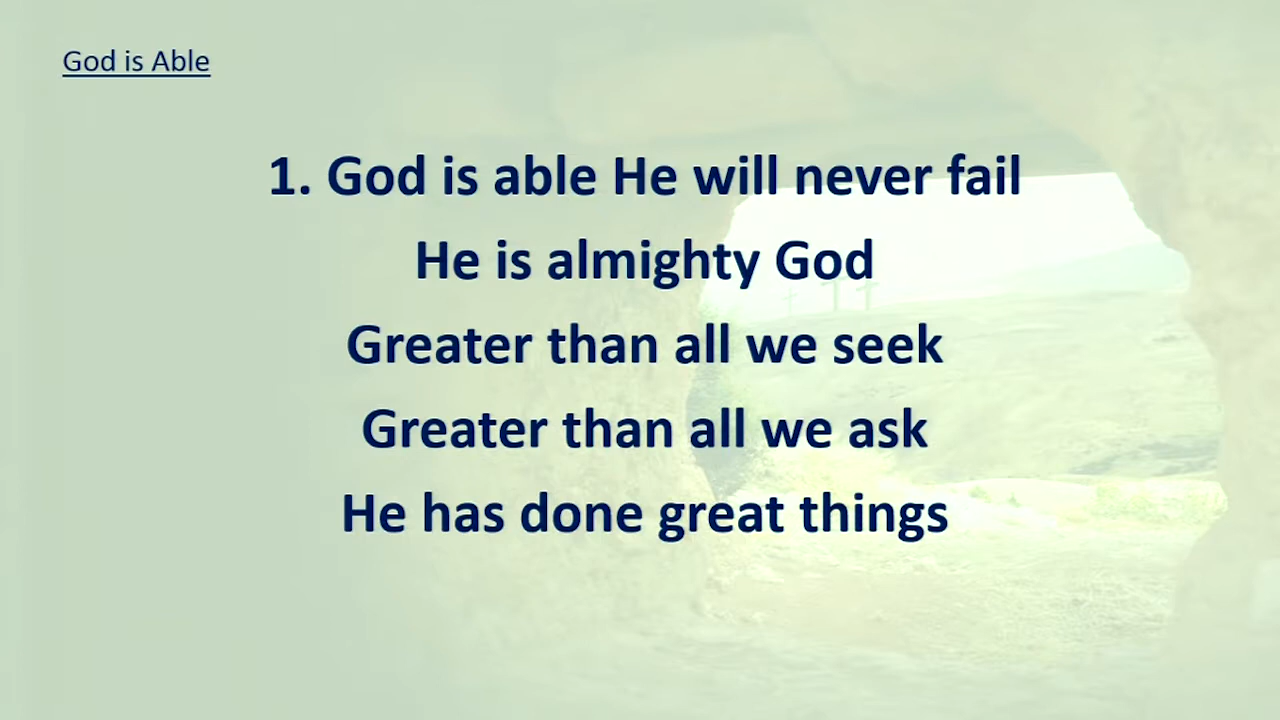 God is Able
1. God is able He will never fail
He is almighty God
Greater than all we seek
Greater than all we ask
He has done great things